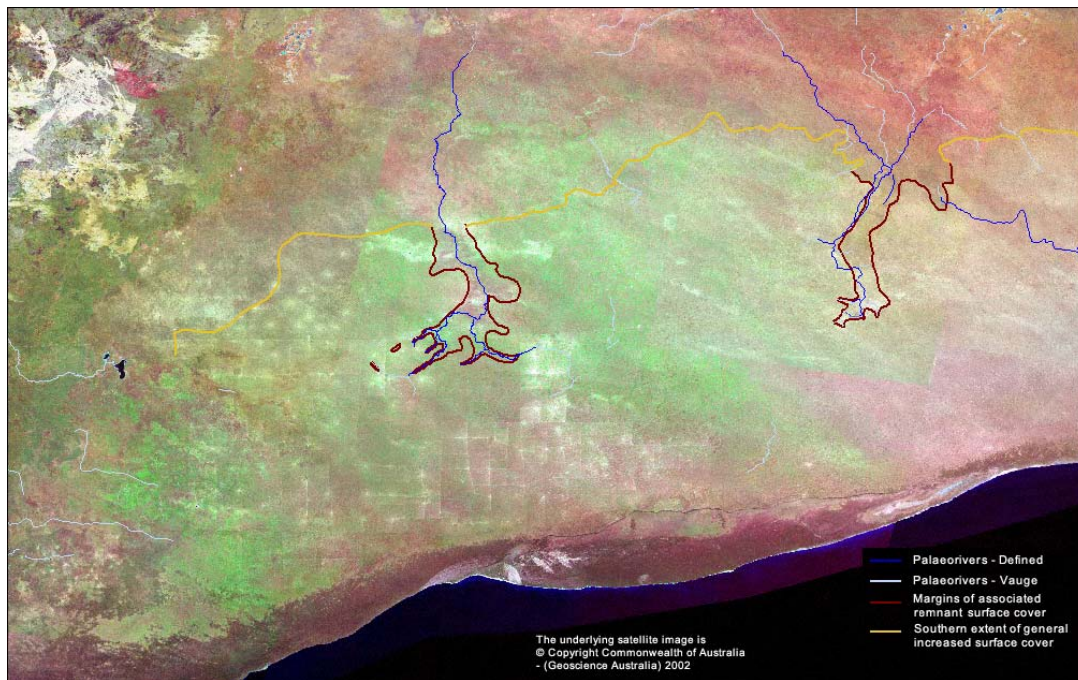 Palaeorivers - Defined
Palaeorivers - Vauge
Margins of associated
remnant surface cover
Southern extent of general
increased surface cover
The underlying satellite image is
© Copyright Commonwealth of Australia
- (Geoscience Australia) 2002